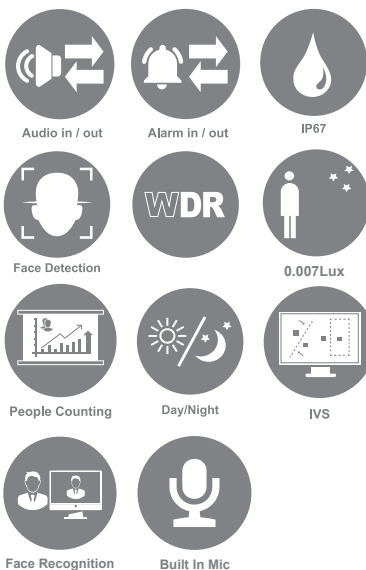 Audio in / out
Alarm in / out
IP67
WDR
Face Detection
0.007Lux
People Counting
Day/Night
IVS
Face Recognition
Built In Mic